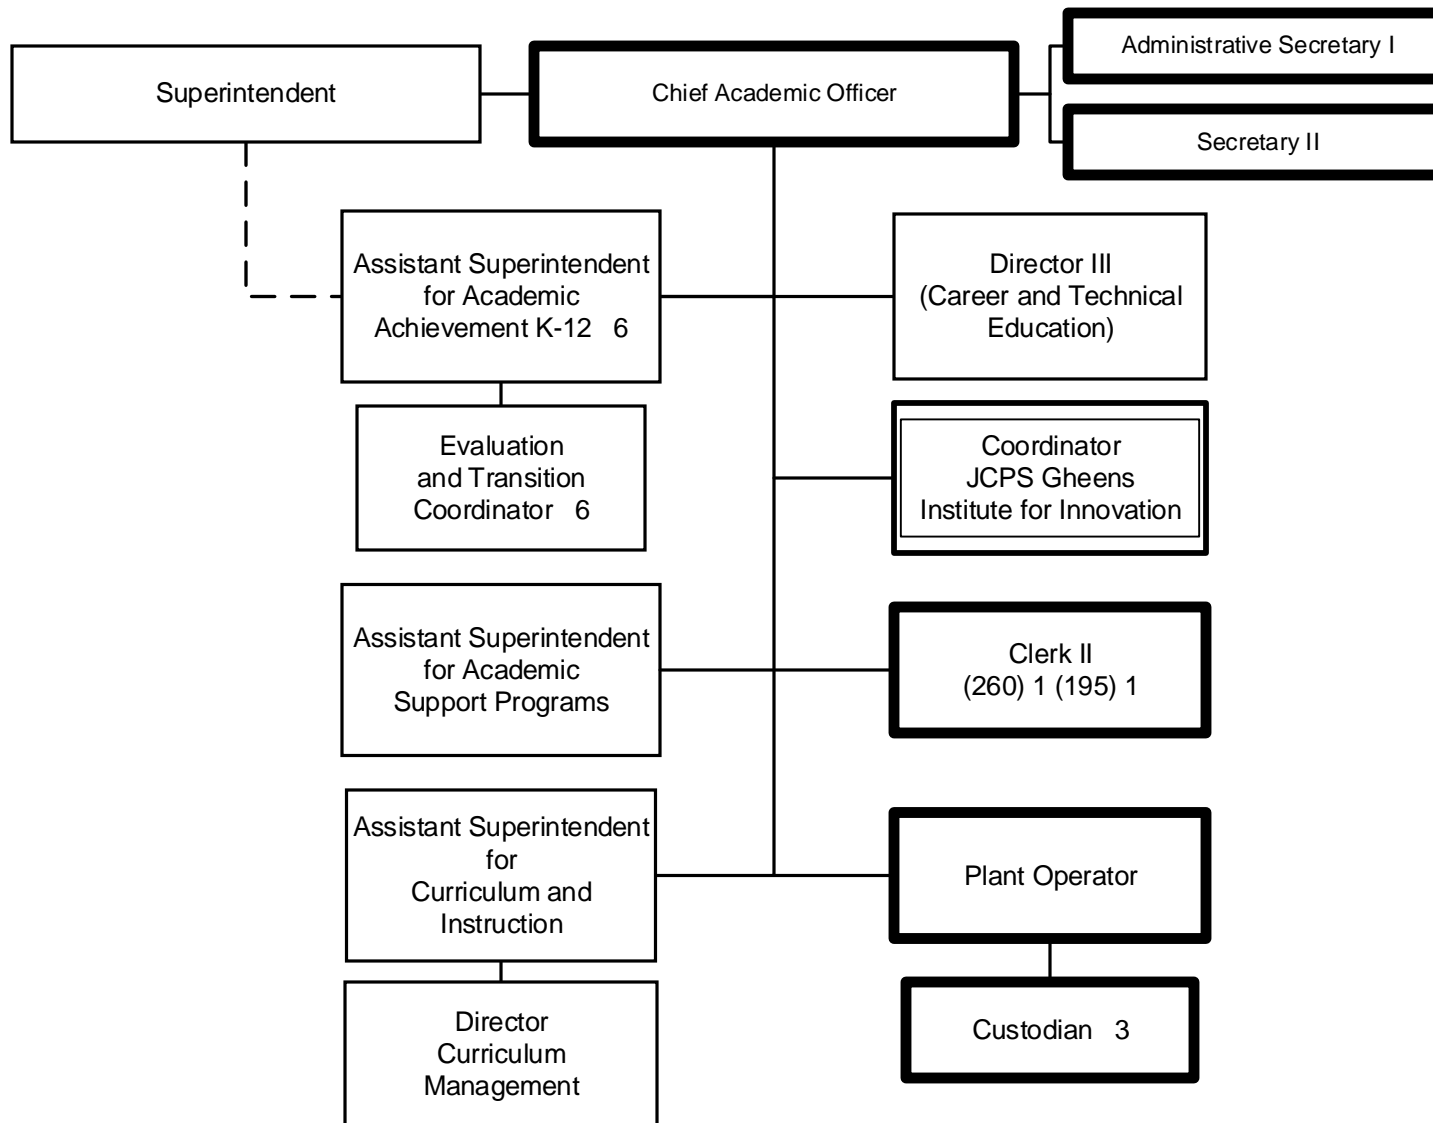 Superintendent
Chief Academic Officer
Administrative Secretary I
Secretary II
Assistant Superintendent
for Academic
Achievement K-12   6
Director III
(Career and Technical
Education)
Evaluation
and Transition
Coordinator   6
Coordinator
JCPS Gheens
Institute for Innovation
Assistant Superintendent
for Academic
Support Programs
Clerk II
(260) 1 (195) 1
Assistant Superintendent
for
Curriculum and
Instruction
Plant Operator
Director
Curriculum
Management
Custodian   3